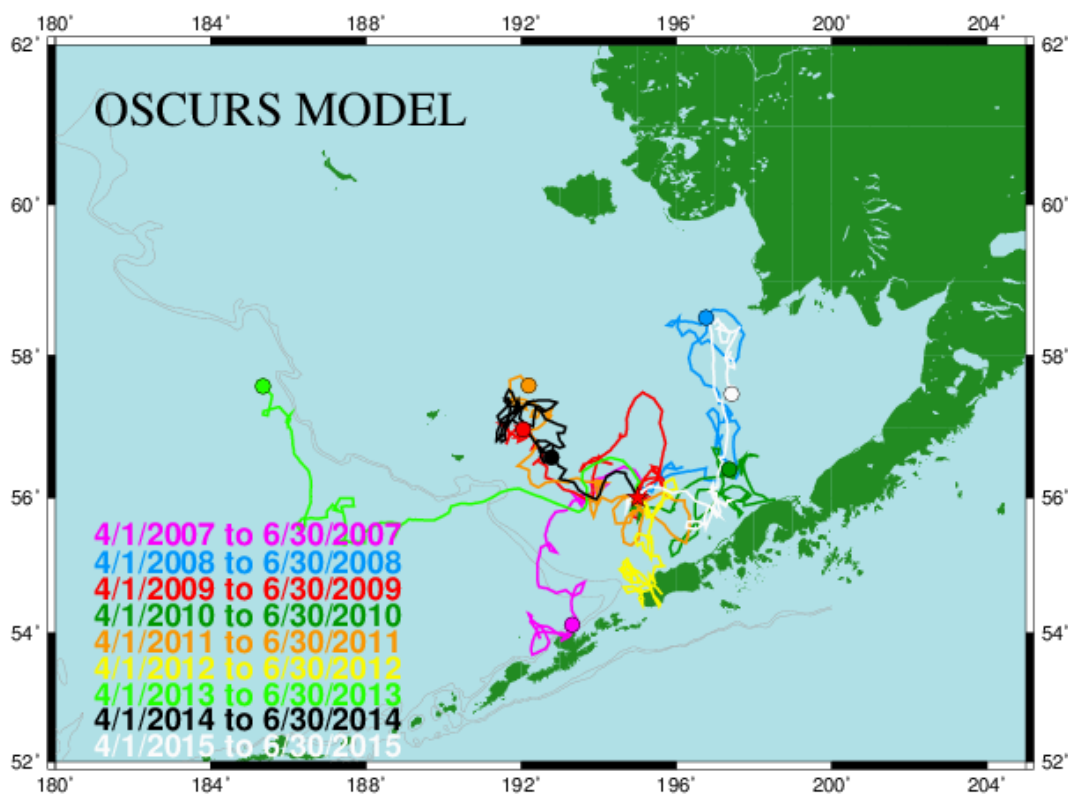 180° 184° 188° 192° 196° 200° 204°
62° 62°
OSCURS MODEL
60° 60°
58° 58°
56° 56°
4/1/2007 to 6/30/2007
4/1/2008 to 6/30/2008
4/1/2009 to 6/30/2009
4/1/2010 to 6/30/2010
54° 54°
4/1/2011 to 6/30/2011
4/1/2012 to 6/30/2012
4/1/2013 to 6/30/2013
4/1/2014 to 6/30/2014
4/1/2015 to 6/30/2015
52° 52°
180° 184° 188° 192° 196° 200° 204°